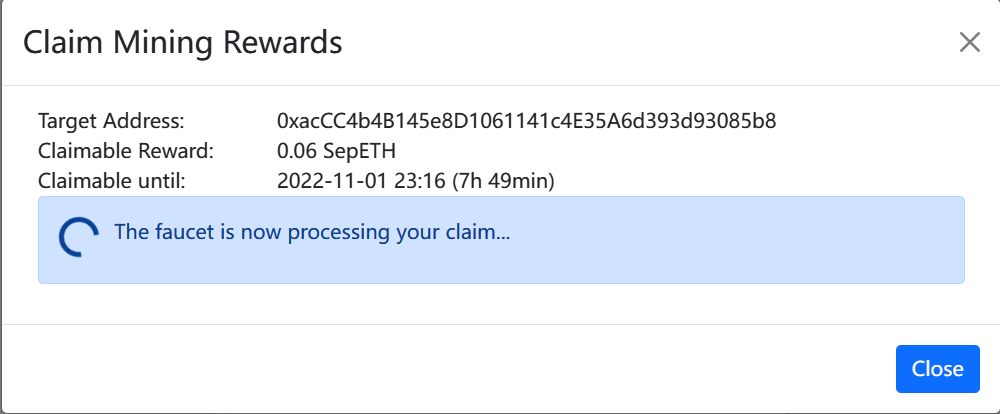 Claim Mining Rewards
Target Address: 0xacCC4b4B145e8D1061141c4E35A6d393d93085b8
Claimable Reward: 0.06 SepETH
Claimable until: 2022-11-01 23:16 (7h 49min)
The faucet is now processing your claim...
Close